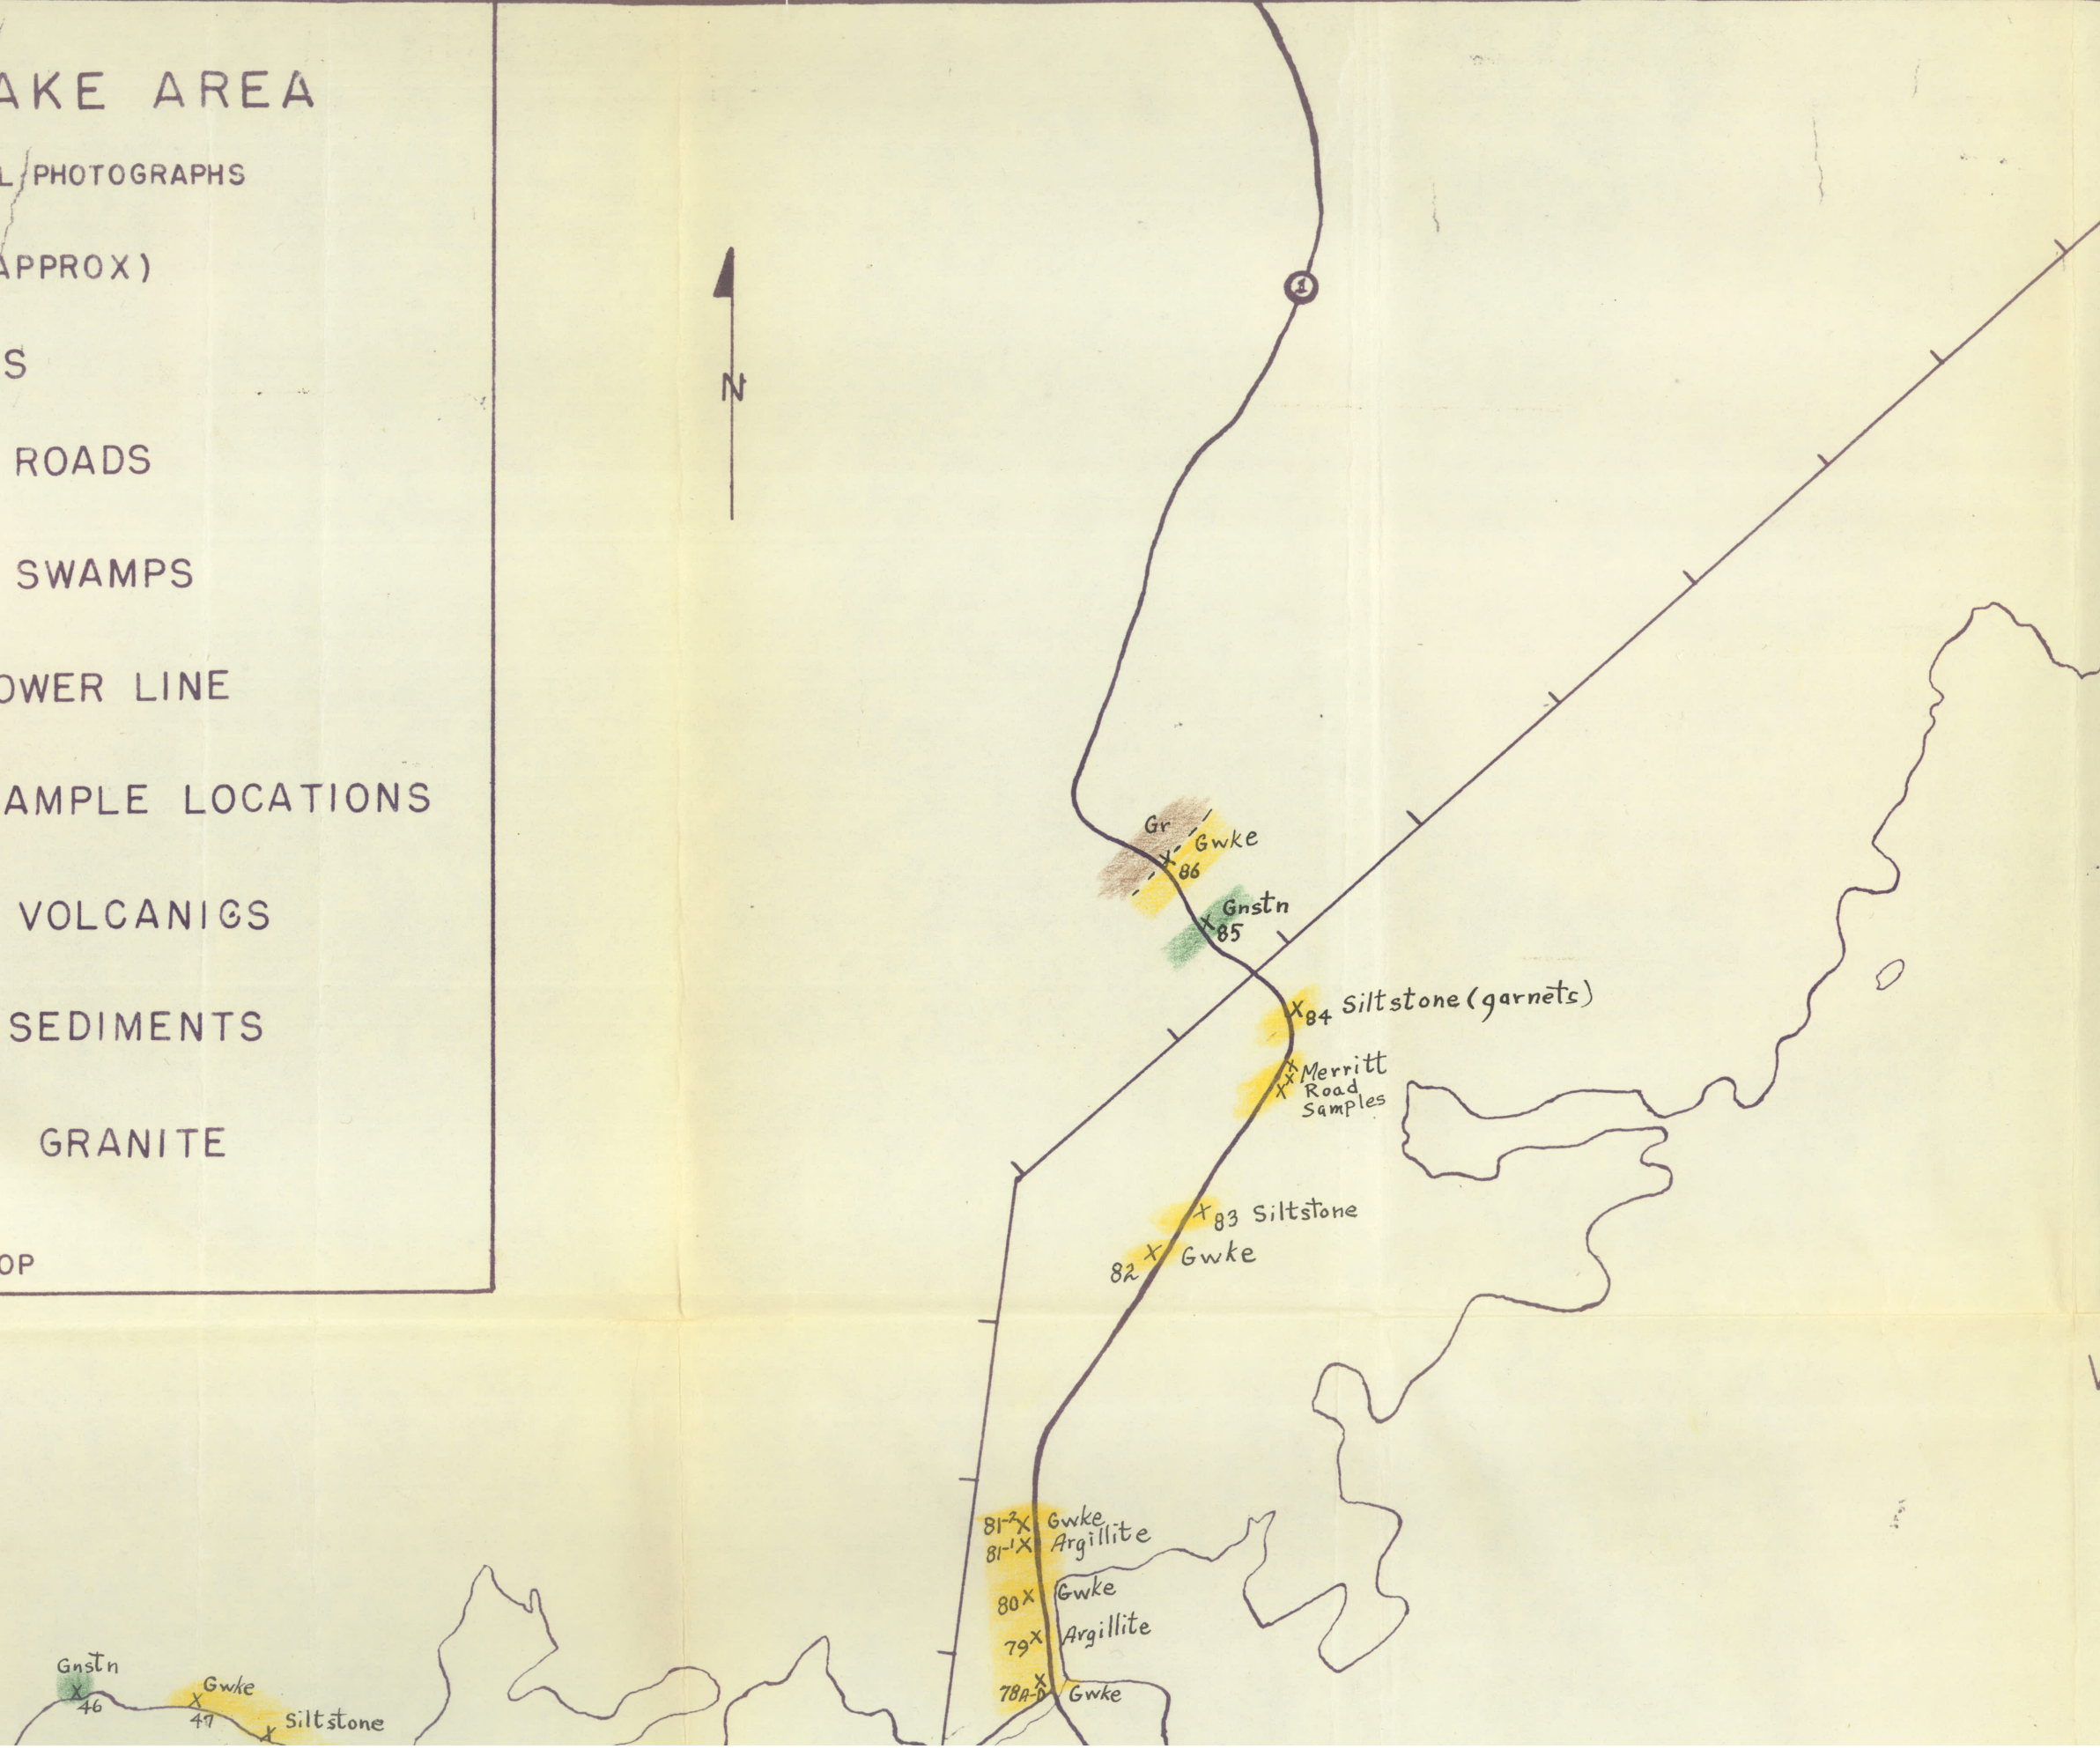 AKE AREA
L PHOTOGRAPHS
APPROX)
S
ROADS
SWAMPS
OWER LINE
AMPLE LOCATIONS
VOLCANICS
SEDIMENTS
GRANITE
OP
N
1
Gr
Gwke
86
Gnstn
85
84 Siltstone (garnets)
Merritt
Road
Samples
83 Siltstone
82 Gwke
81-2 X Gwke
81-1 X Argillite
80 X Gwke
79 X Argillite
78A-D X Gwke
Gnstn
46
Gwke
47
Siltstone